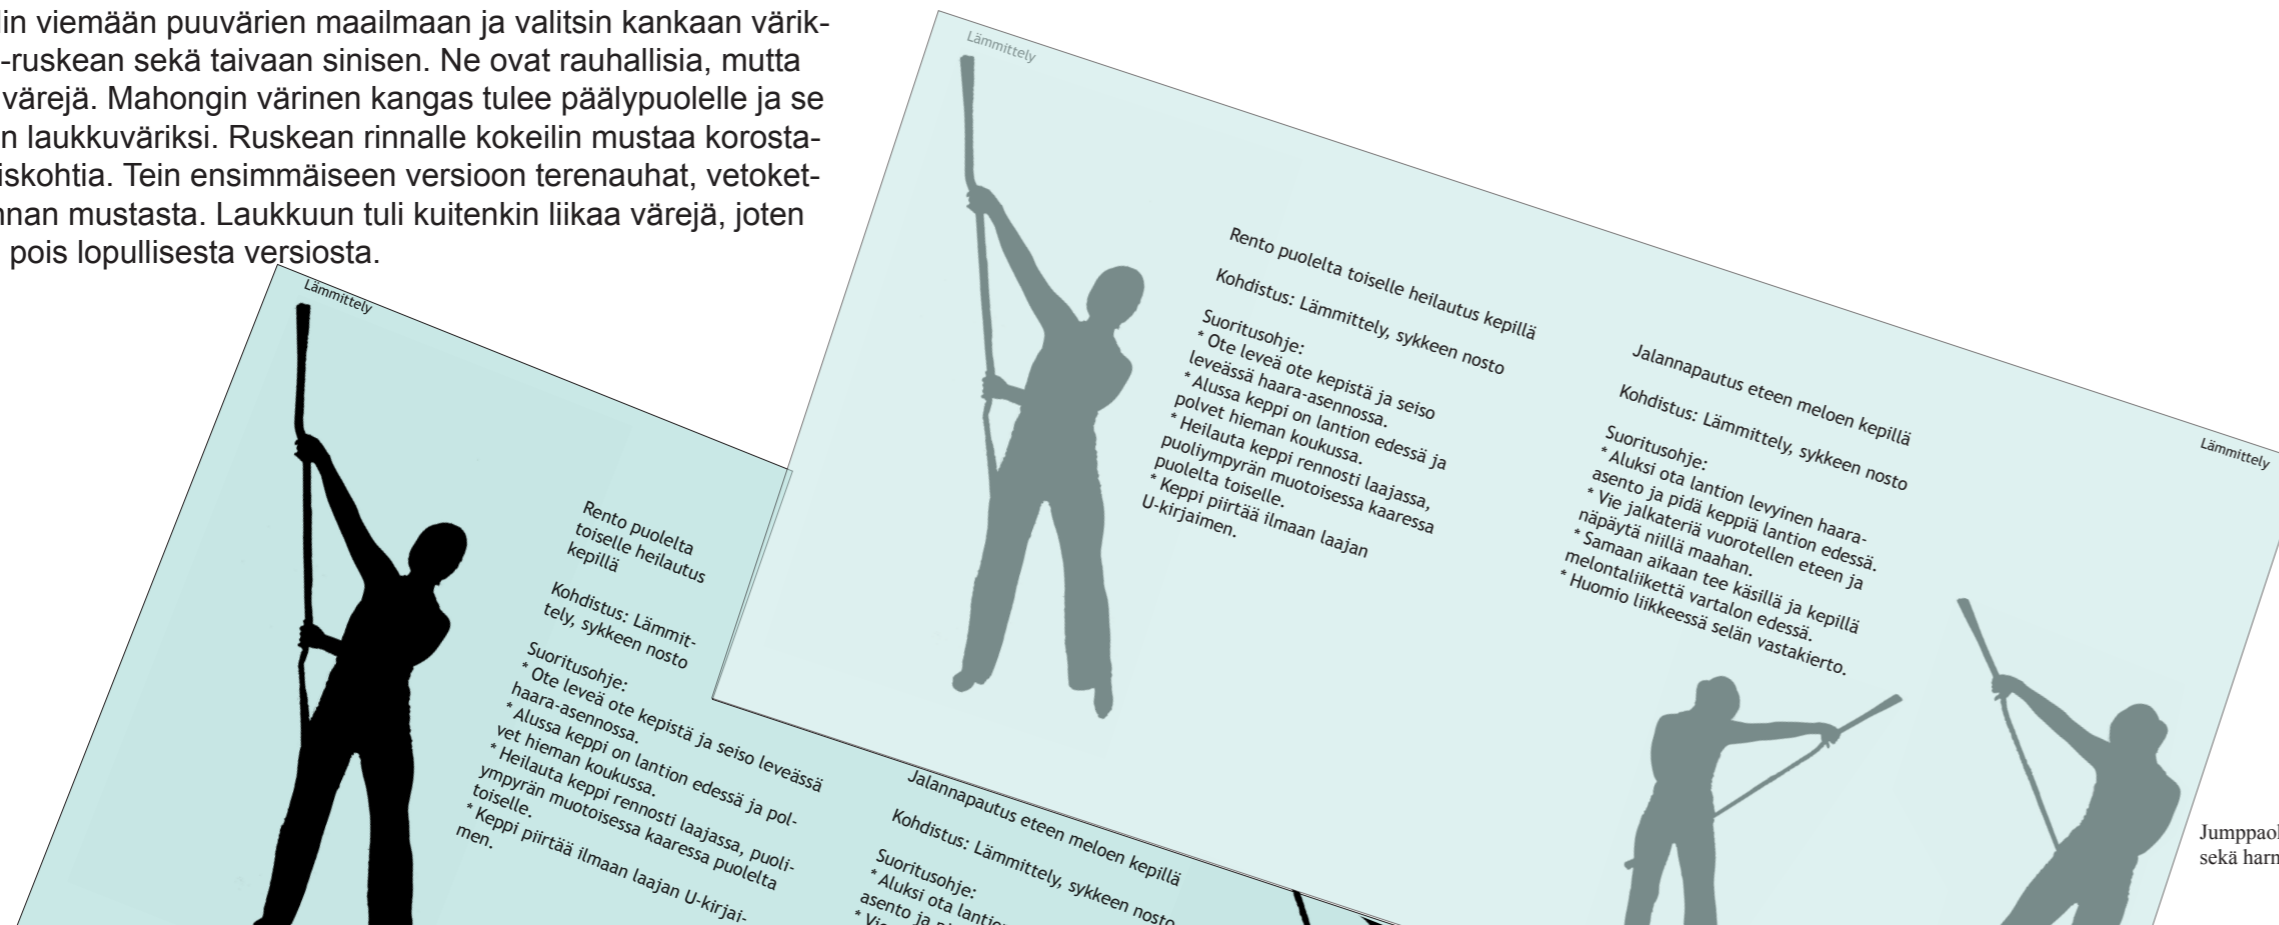 viemään puuvärien maailmaan ja valitsin kankaan värik-
-ruskean sekä taivaan sinisen. Ne ovat rauhallisia, mutta
värejä. Mahongin värinen kangas tulee päälypuolelle ja se
laukkuväriksi. Ruskean rinnalle kokeilin mustaa korosta-
Tein ensimmäiseen versioon terenauhat, vetoket-
mustasta. Laukkuun tuli kuitenkin liikaa värejä, joten
pois lopullisesta versiosta.
Lämmittely
Rento puolelta
toiselle heilautus
kepillä
Kohdistus: Lämmit-
tely, sykkeen nosto
Suoritusohje:
* Ote leveä ote kepistä ja seiso leveässä
haara-asennossa.
* Alussa keppi on lantion edessä ja pol-
vet hieman koukussa.
* Heilauta keppi rennosti laajassa, puoli-
ympyrän muotoisessa kaaressa puolelta
toiselle.
* Keppi piirtää ilmaan laajan U-kirjai-
men.
Jalannapautus eteen meloen kepillä
Kohdistus: Lämmittely, sykkeen nosto
Suoritusohje:
* Aluksi ota
asento ja
Lämmittely
Rento puolelta toiselle heilautus kepillä
Kohdistus: Lämmittely, sykkeen nosto
Suoritusohje:
* Ote leveä ote kepistä ja seiso
leveässä haara-asennossa.
* Alussa keppi on lantion edessä ja
polvet hieman koukussa.
* Heilauta keppi rennosti laajassa,
puoliympyrän muotoisessa kaaressa
puolelta toiselle.
* Keppi piirtää ilmaan laajan
U-kirjaimen.
Jalannapautus eteen meloen kepillä
Kohdistus: Lämmittely, sykkeen nosto
Suoritusohje:
* Aluksi ota lantion levyinen haara-
asento ja pidä keppiä lantion edessä.
* Vie jalkateriä vuorotellen eteen ja
näpäytä niillä maahan.
* Samaan aikaan tee käsillä ja kepillä
melontaliikettä vartalon edessä.
* Huomio liikkeessä selän vastakierto.
Lämmittely
sekä